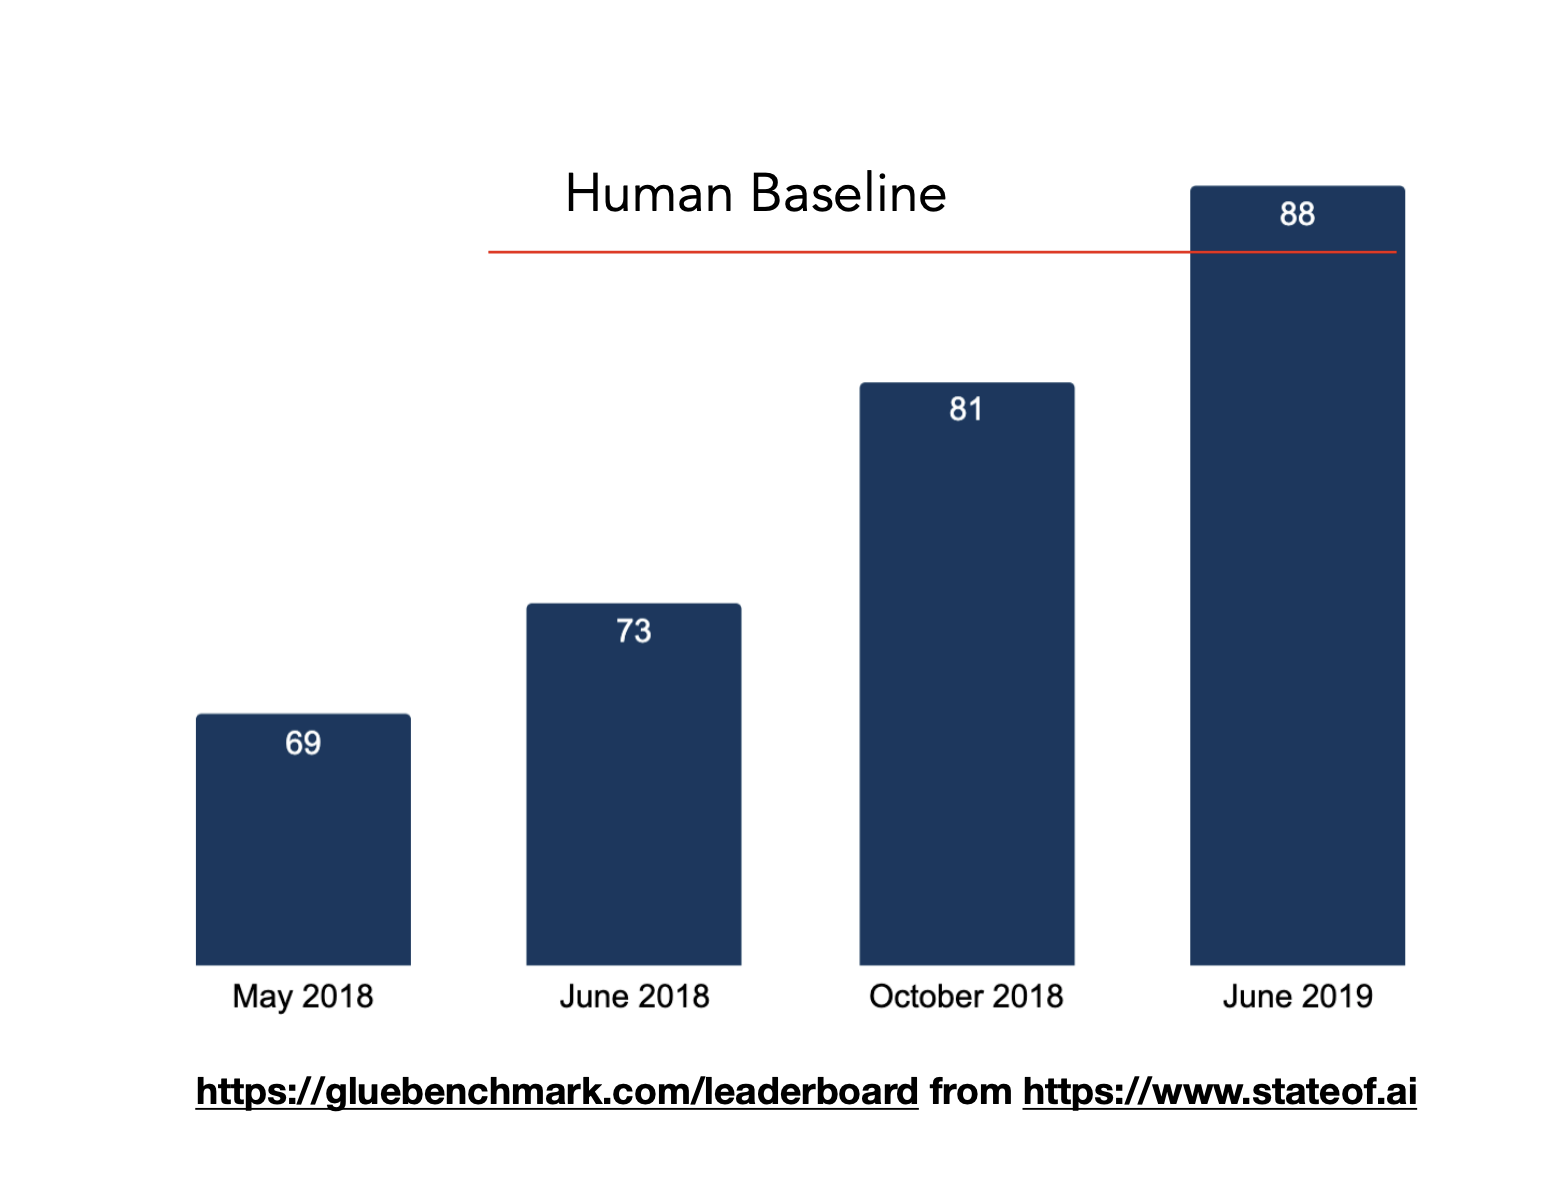 Human Baseline
88
81
73
69
May 2018
June 2018
October 2018
June 2019
https://gluebenchmark.com/leaderboard from https://www.stateof.ai